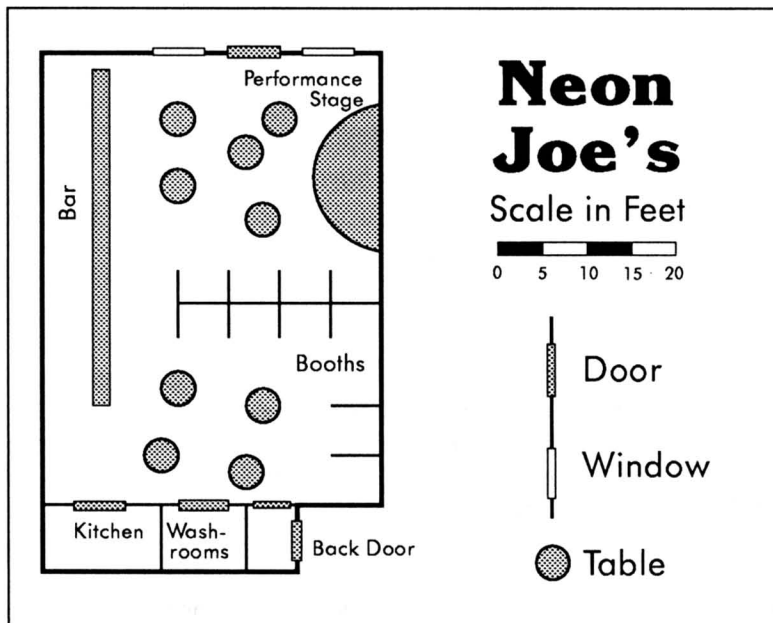 Neon
Joe's
Scale in Feet
0 5 10 15 20
Performance
Stage
Bar
Booths
Kitchen
Wash-
rooms
Back Door
Door
Window
Table